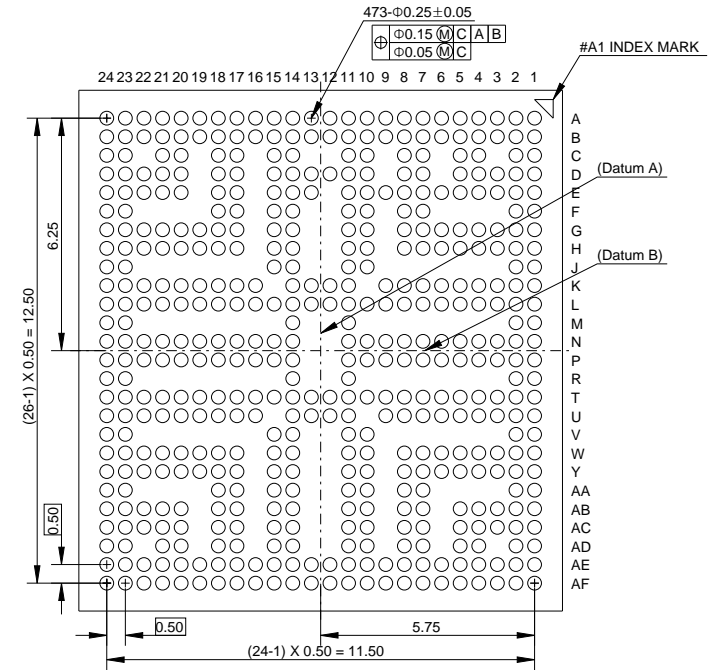 473-Φ0.25±0.05
⌖ Φ0.15 Ⓜ C A B
Φ0.05 Ⓜ C
#A1 INDEX MARK
24 23 22 21 20 19 18 17 16 15 14 13 12 11 10 9 8 7 6 5 4 3 2 1
A
B
C
(Datum A)
D
E
F
G
6.25
H
(Datum B)
J
K
L
M
N
(26-1) X 0.50 = 12.50
P
R
T
U
V
W
Y
AA
AB
0.50
AC
AD
AE
AF
0.50
5.75
(24-1) X 0.50 = 11.50